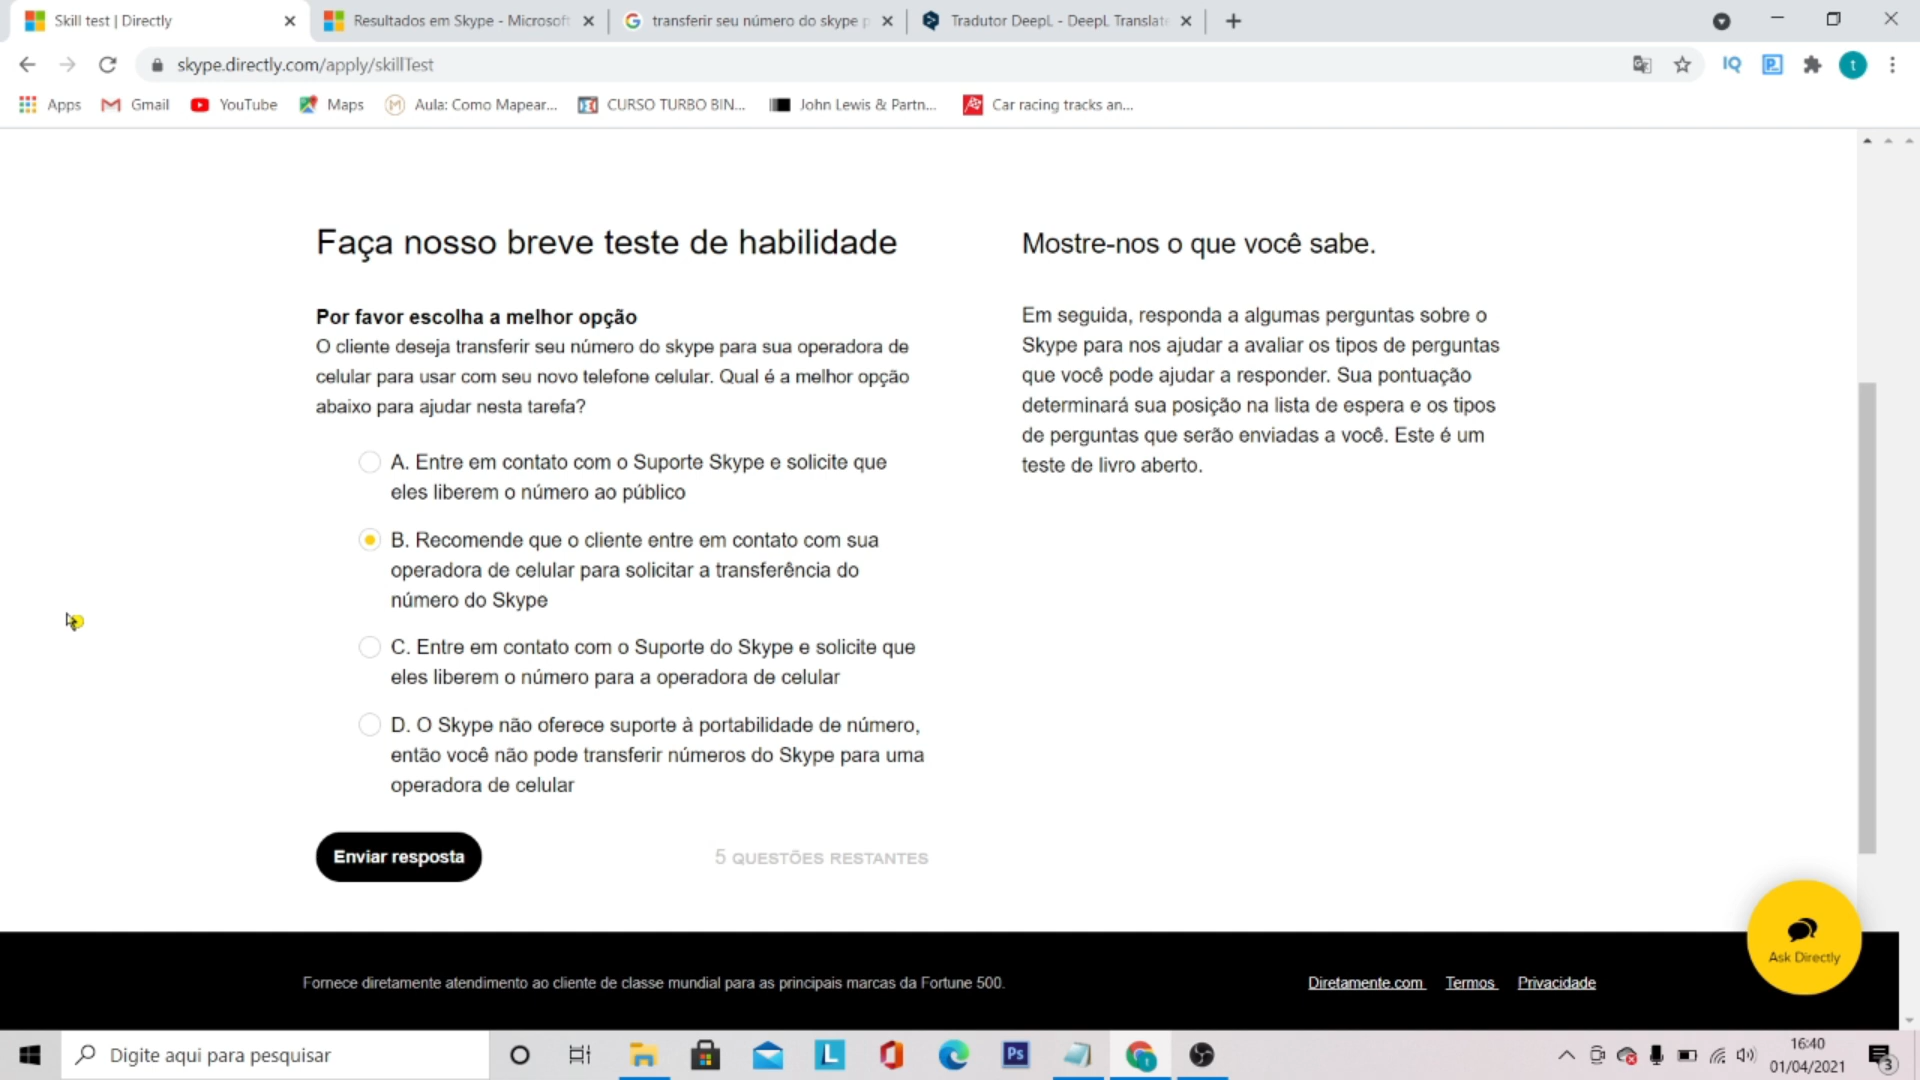 Skill test | Directly
Resultados em Skype - Microsoft
transferir seu número do skype p
Tradutor DeepL - DeepL Translate
skype.directly.com/apply/skillTest
IQ
t
Apps
Gmail
YouTube
Maps
Aula: Como Mapear...
CURSO TURBO BIN...
John Lewis & Partn...
Car racing tracks an...
Faça nosso breve teste de habilidade
Por favor escolha a melhor opção
O cliente deseja transferir seu número do skype para sua operadora de
celular para usar com seu novo telefone celular. Qual é a melhor opção
abaixo para ajudar nesta tarefa?
A. Entre em contato com o Suporte Skype e solicite que
eles liberem o número ao público
B. Recomende que o cliente entre em contato com sua
operadora de celular para solicitar a transferência do
número do Skype
C. Entre em contato com o Suporte do Skype e solicite que
eles liberem o número para a operadora de celular
D. O Skype não oferece suporte à portabilidade de número,
então você não pode transferir números do Skype para uma
operadora de celular
Enviar resposta
5 QUESTÕES RESTANTES
Mostre-nos o que você sabe.
Em seguida, responda a algumas perguntas sobre o
Skype para nos ajudar a avaliar os tipos de perguntas
que você pode ajudar a responder. Sua pontuação
determinará sua posição na lista de espera e os tipos
de perguntas que serão enviadas a você. Este é um
teste de livro aberto.
Ask Directly
Fornece diretamente atendimento ao cliente de classe mundial para as principais marcas da Fortune 500.
Diretamente.com
Termos
Privacidade
Digite aqui para pesquisar
L
Ps
16:40
01/04/2021
3